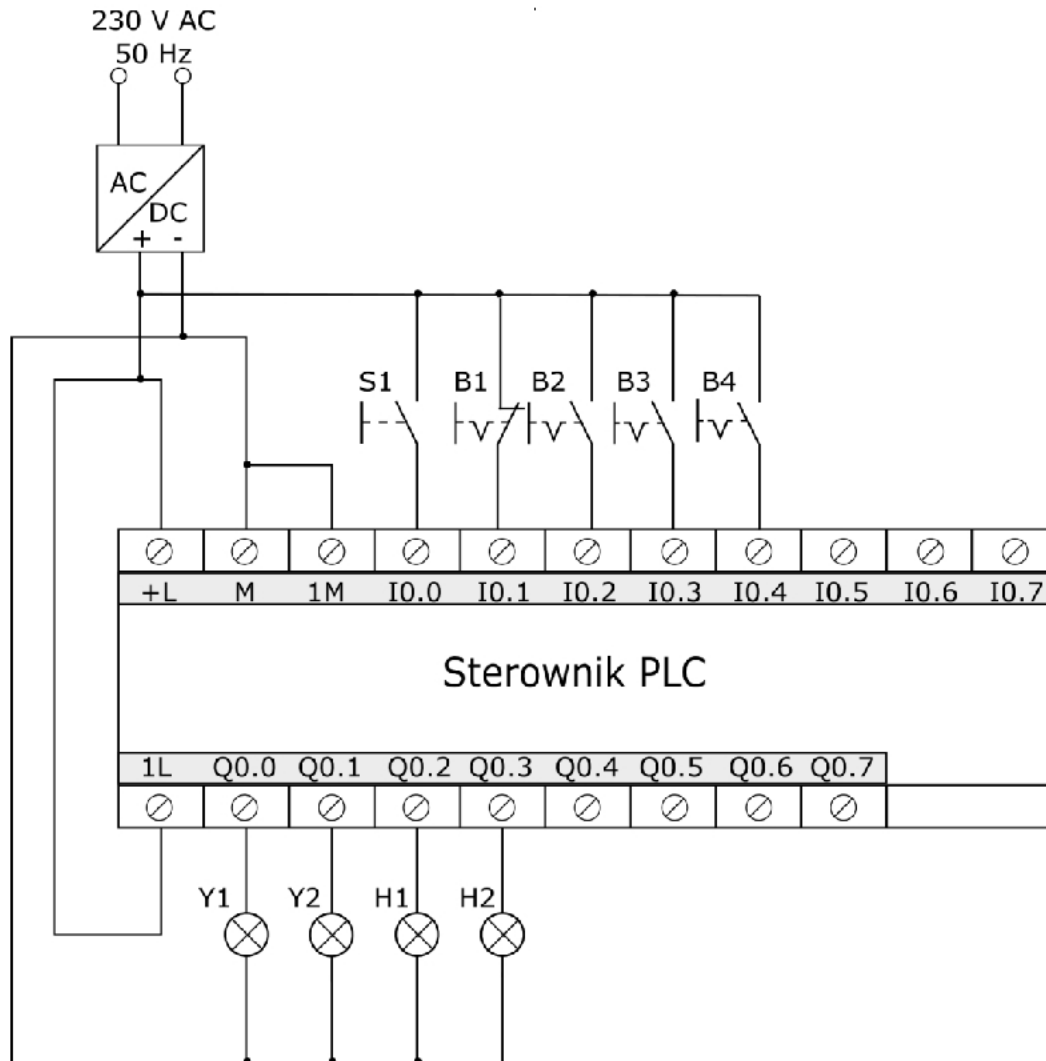 230 V AC
50 Hz
AC
DC
+ -
S1 B1 B2 B3 B4
+L M 1M I0.0 I0.1 I0.2 I0.3 I0.4 I0.5 I0.6 I0.7
Sterownik PLC
1L Q0.0 Q0.1 Q0.2 Q0.3 Q0.4 Q0.5 Q0.6 Q0.7
Y1 Y2 H1 H2